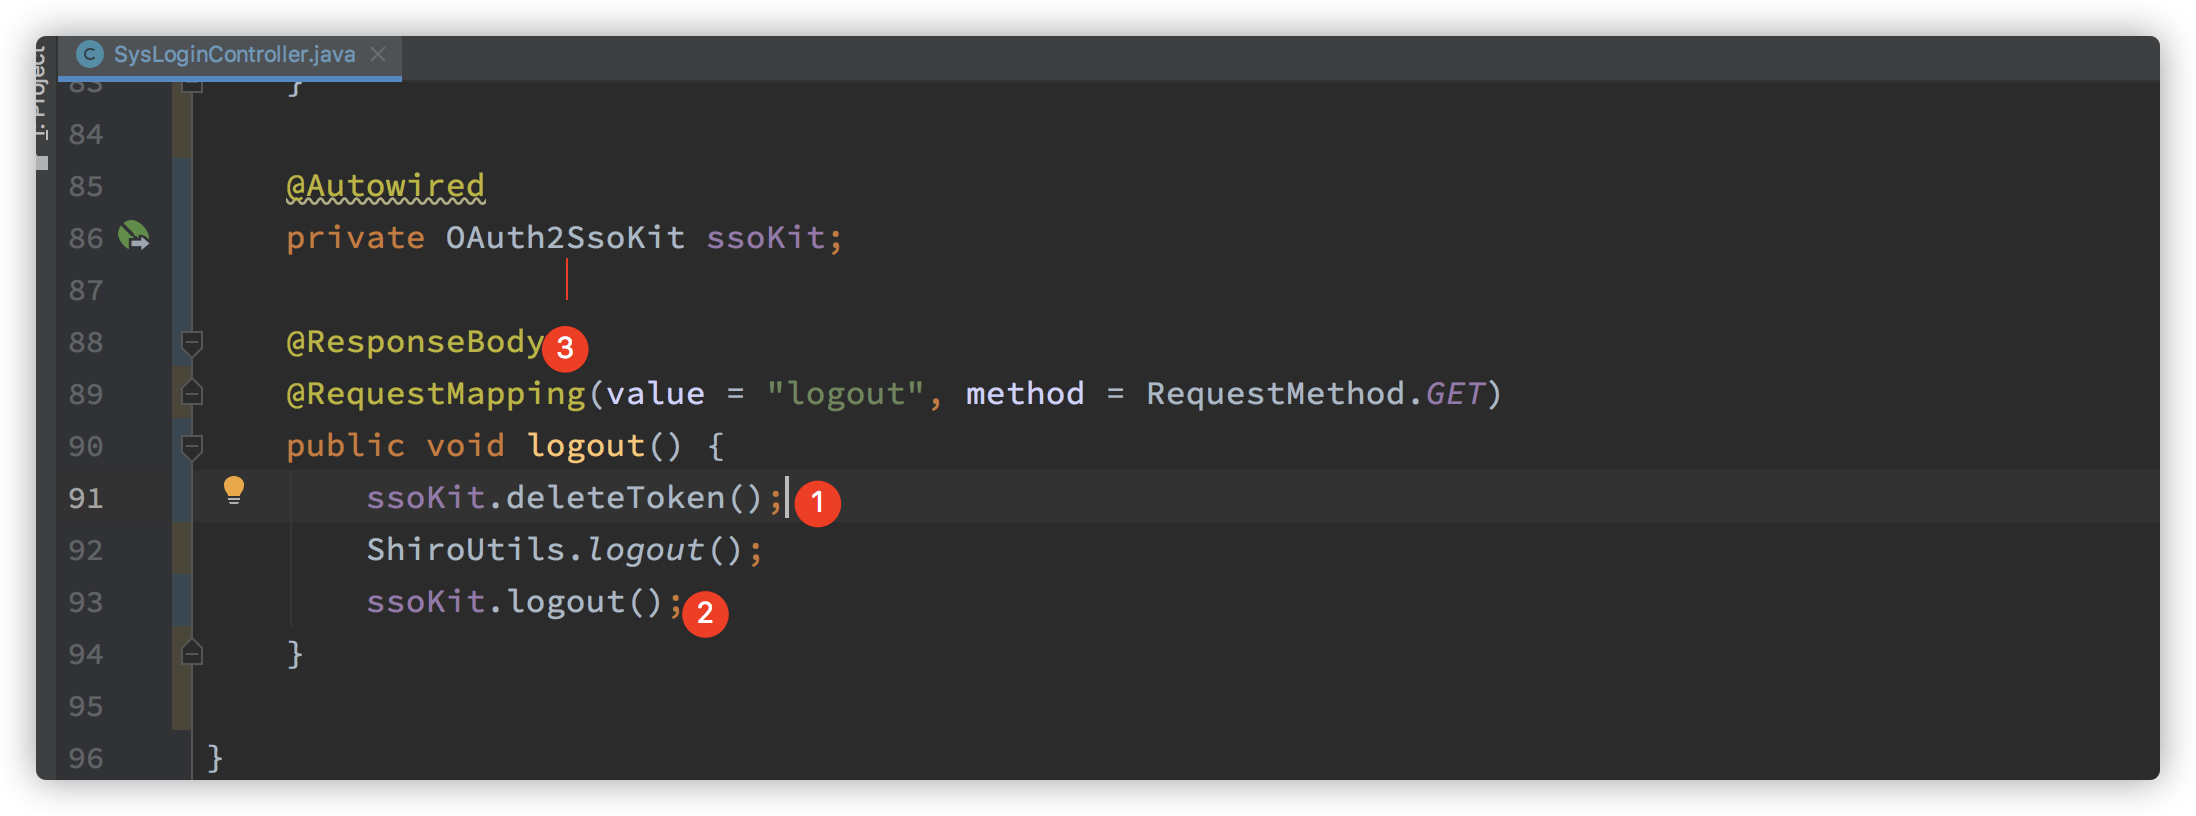 SysLoginController.java
1: Project
83 }
84
85 @Autowired
86 private OAuth2SsoKit ssoKit;
87
88 @ResponseBody 3
89 @RequestMapping(value = "logout", method = RequestMethod.GET)
90 public void logout() {
91 ssoKit.deleteToken(); 1
92 ShiroUtils.logout();
93 ssoKit.logout(); 2
94 }
95
96 }